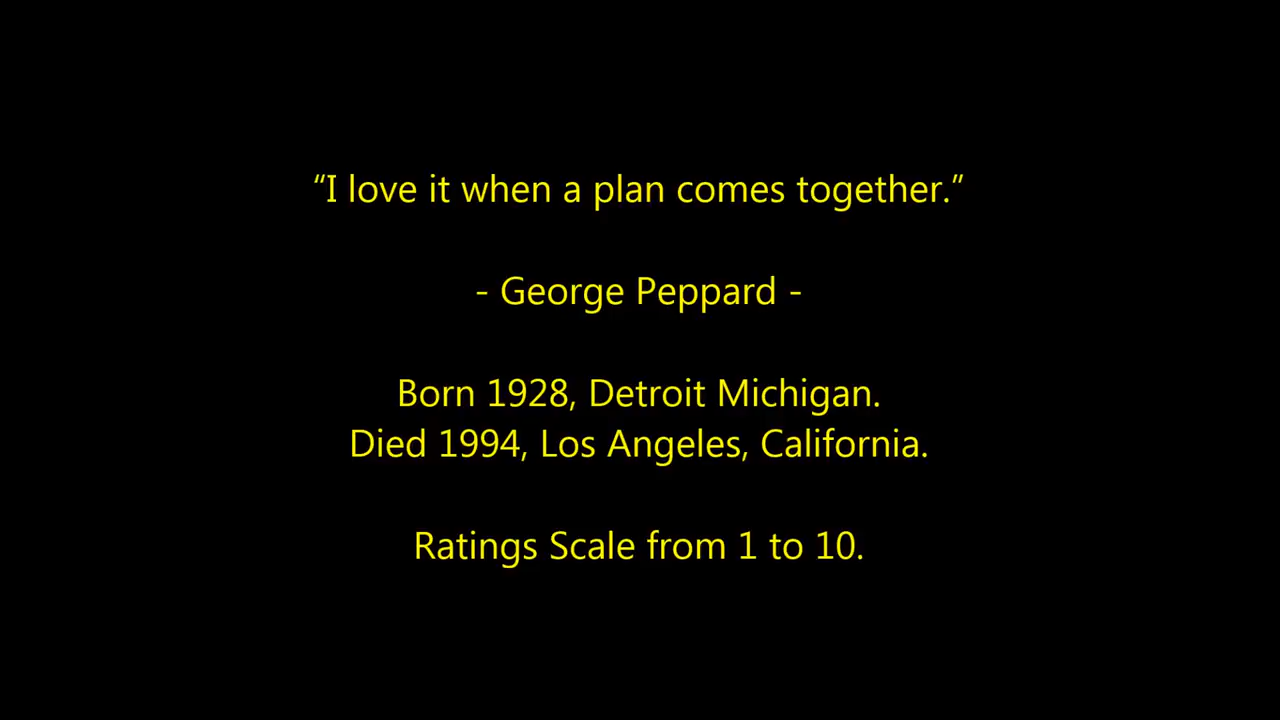 “I love it when a plan comes together.”
- George Peppard -
Born 1928, Detroit Michigan.
Died 1994, Los Angeles, California.
Ratings Scale from 1 to 10.